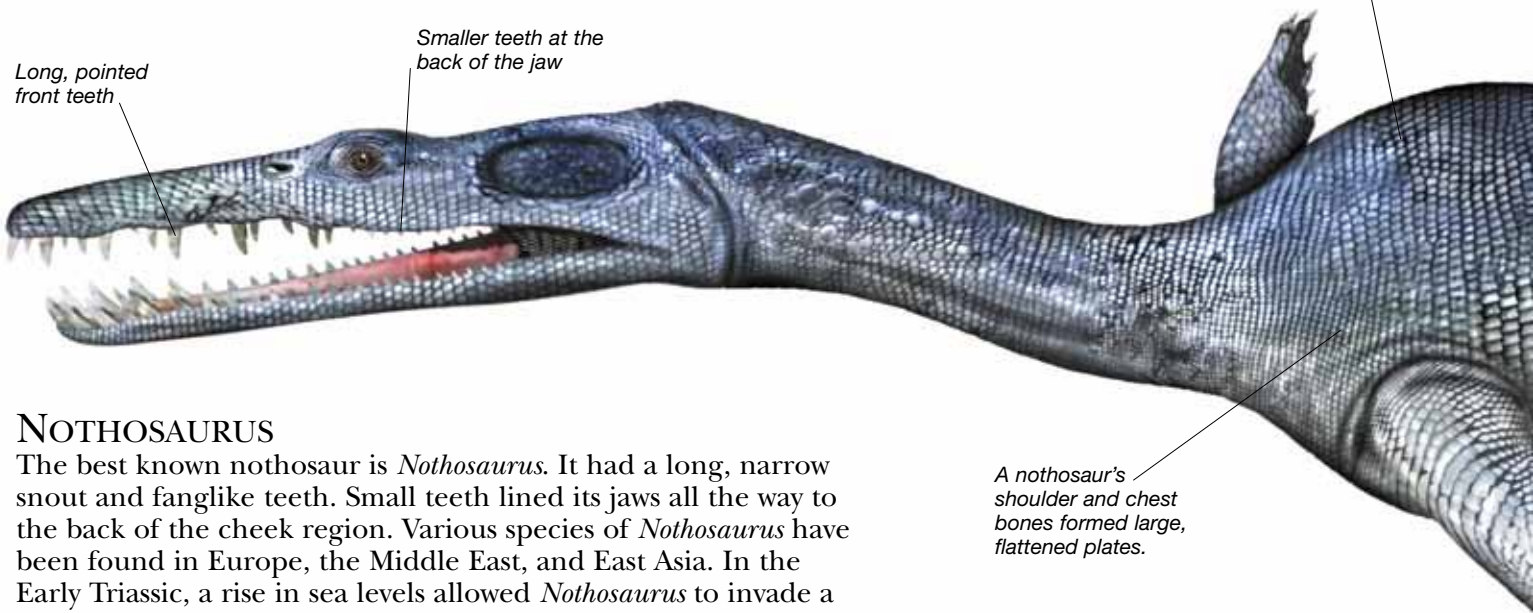 Smaller teeth at the
back of the jaw
Long, pointed
front teeth
NOTHOSAURUS
The best known nothosaur is Nothosaurus. It had a long, narrow
snout and fanglike teeth. Small teeth lined its jaws all the way to
the back of the cheek region. Various species of Nothosaurus have
been found in Europe, the Middle East, and East Asia. In the
Early Triassic, a rise in sea levels allowed Nothosaurus to invade a
A nothosaur’s
shoulder and chest
bones formed large,
flattened plates.